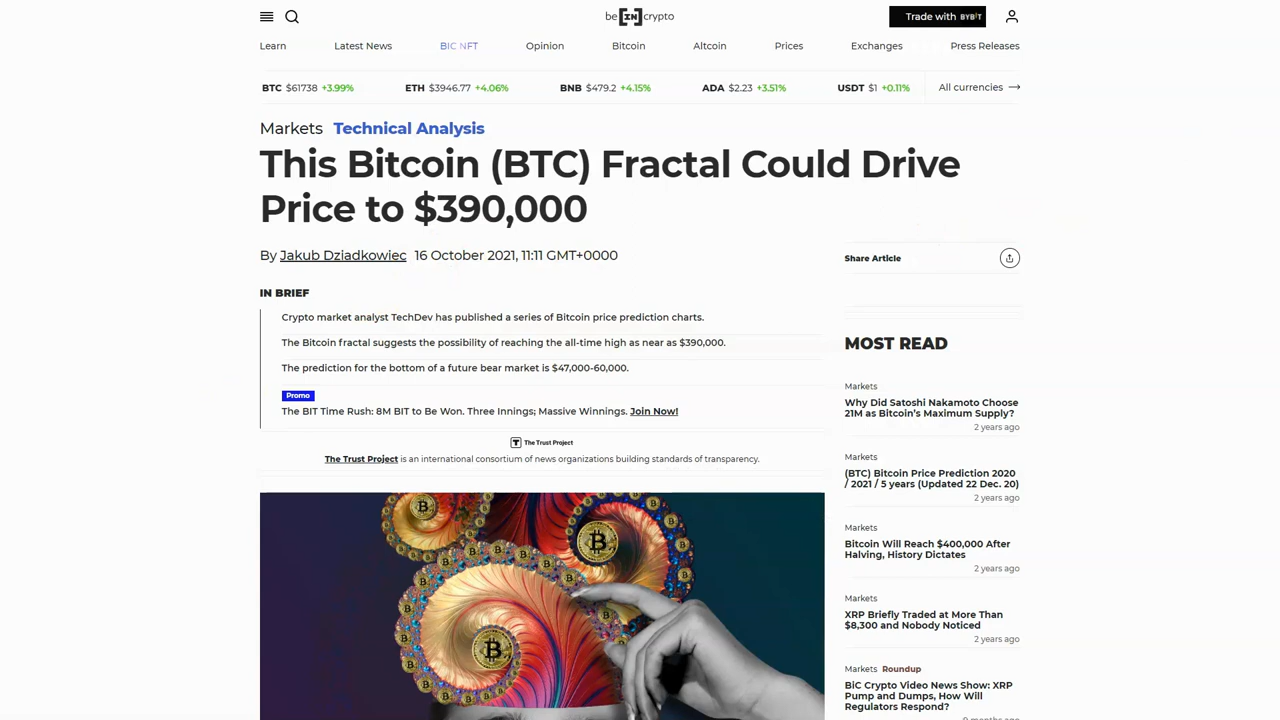 be[IN]crypto
Trade with BYBIT
Learn Latest News BIC NFT Opinion Bitcoin Altcoin Prices Exchanges Press Releases
BTC $61738 +3.99% ETH $3946.77 +4.06% BNB $479.2 +4.15% ADA $2.23 +3.51% USDT $1 +0.11% All currencies
Markets Technical Analysis
This Bitcoin (BTC) Fractal Could Drive
Price to $390,000
By Jakub Dziadkowiec 16 October 2021, 11:11 GMT+0000
IN BRIEF
Crypto market analyst TechDev has published a series of Bitcoin price prediction charts.
The Bitcoin fractal suggests the possibility of reaching the all-time high as near as $390,000.
The prediction for the bottom of a future bear market is $47,000-60,000.
Promo
The BIT Time Rush: 8M BIT to Be Won. Three Innings; Massive Winnings. Join Now!
The Trust Project
The Trust Project is an international consortium of news organizations building standards of transparency.
Share Article
MOST READ
Markets
Why Did Satoshi Nakamoto Choose
21M as Bitcoin's Maximum Supply?
2 years ago
Markets
(BTC) Bitcoin Price Prediction 2020
/ 2021 / 5 years (Updated 22 Dec. 20)
2 years ago
Markets
Bitcoin Will Reach $400,000 After
Halving, History Dictates
2 years ago
Markets
XRP Briefly Traded at More Than
$8,300 and Nobody Noticed
2 years ago
Markets Roundup
BiC Crypto Video News Show: XRP
Pump and Dumps, How Will
Regulators Respond?
9 months ago